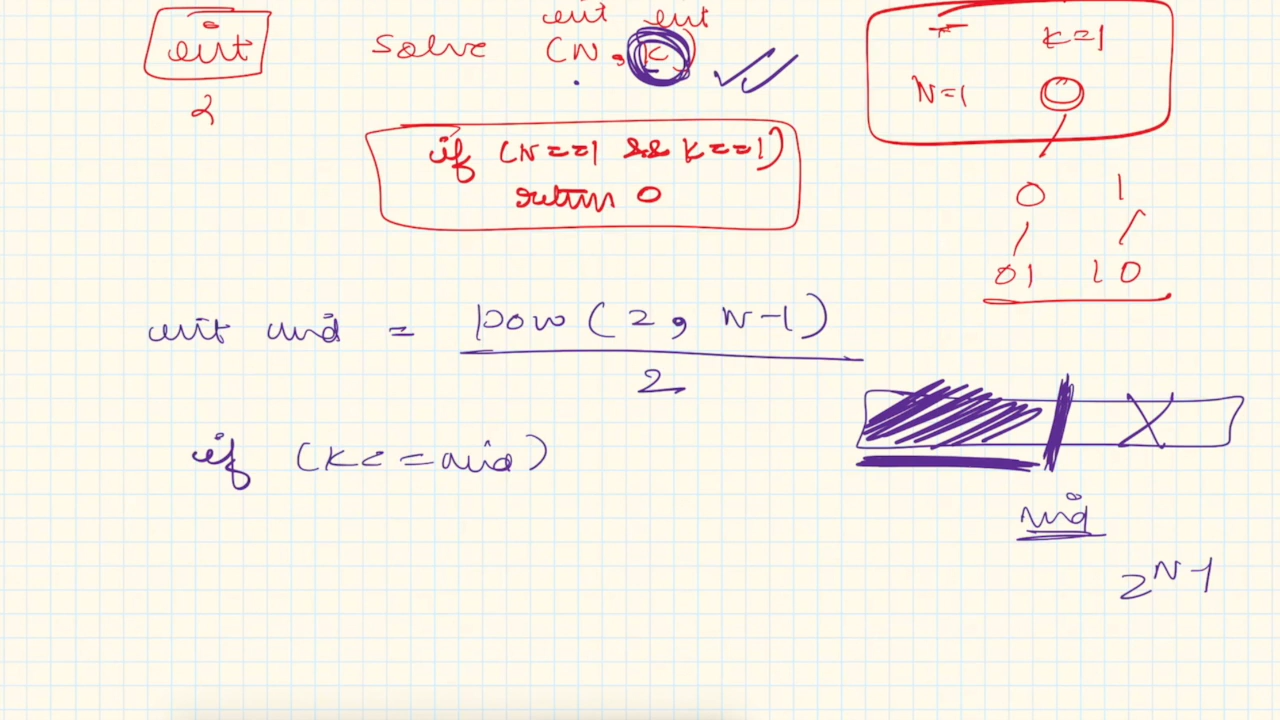 int int
int Solve (N, K) K=1
2 N=1 0
if (N==1 && K==1)
return 0
0 1
01 10
int mid = pow(2, N-1)
2
if (K<=mid)
mid
2^N-1